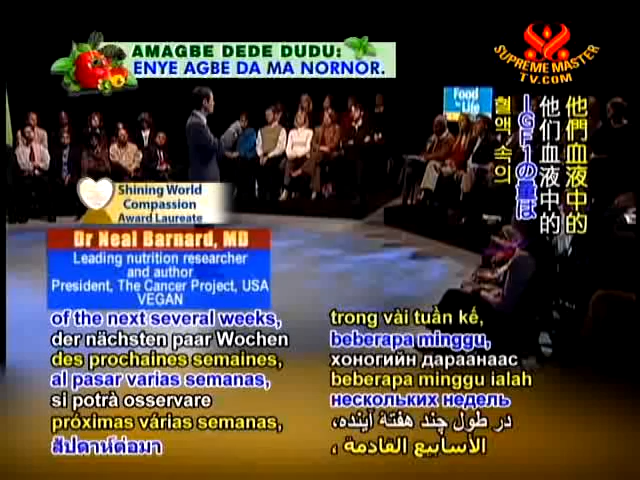 AMAGBE DEDE DUDU:
ENYE AGBE DA MA NORNOR.
SUPREME MASTER
TV.COM
Food
for Life
他們血液中的
他们血液中的
IGF1の量は
혈액 속의
Shining World
Compassion
Award Laureate
Dr Neal Barnard, MD
Leading nutrition researcher
and author
President, The Cancer Project, USA
VEGAN
of the next several weeks,
der nächsten paar Wochen
des prochaines semaines,
al pasar varias semanas,
si potrà osservare
próximas várias semanas,
สัปดาห์ต่อมา
trong vài tuần kế,
beberapa minggu,
хоногийн дараанаас
beberapa minggu ialah
нескольких недель
در طول چند هفتۀ آینده،
الأسابيع القادمة ،